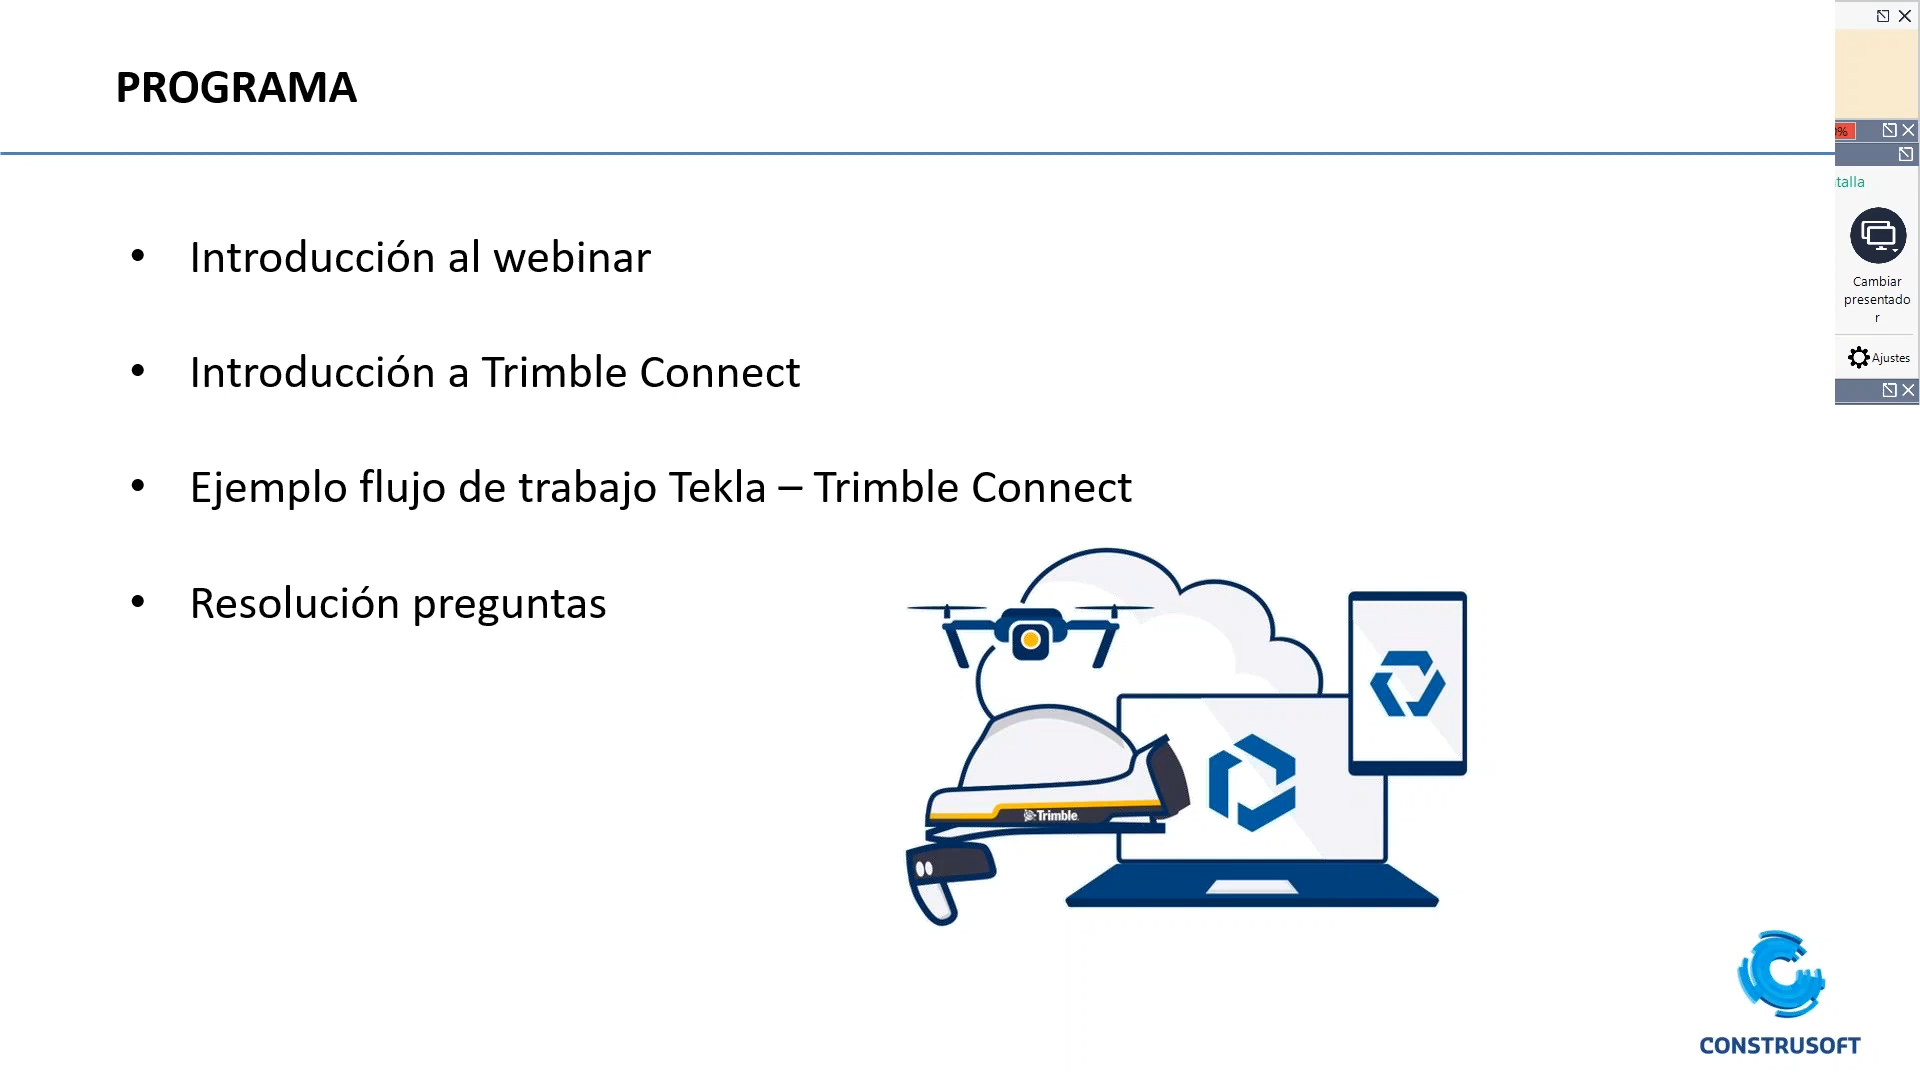 PROGRAMA
• Introducción al webinar
• Introducción a Trimble Connect
• Ejemplo flujo de trabajo Tekla – Trimble Connect
• Resolución preguntas
Trimble
CONSTRUSOFT
talla
Cambiar
presentado
r
Ajustes